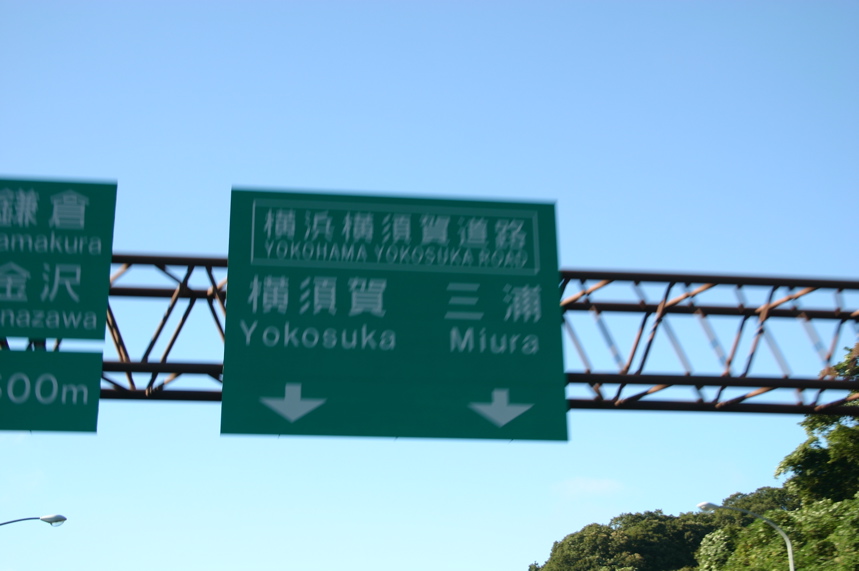 鎌倉
amakura
金沢
nazawa
500m
横浜横須賀道路
YOKOHAMA YOKOSUKA ROAD
横須賀 三浦
Yokosuka Miura